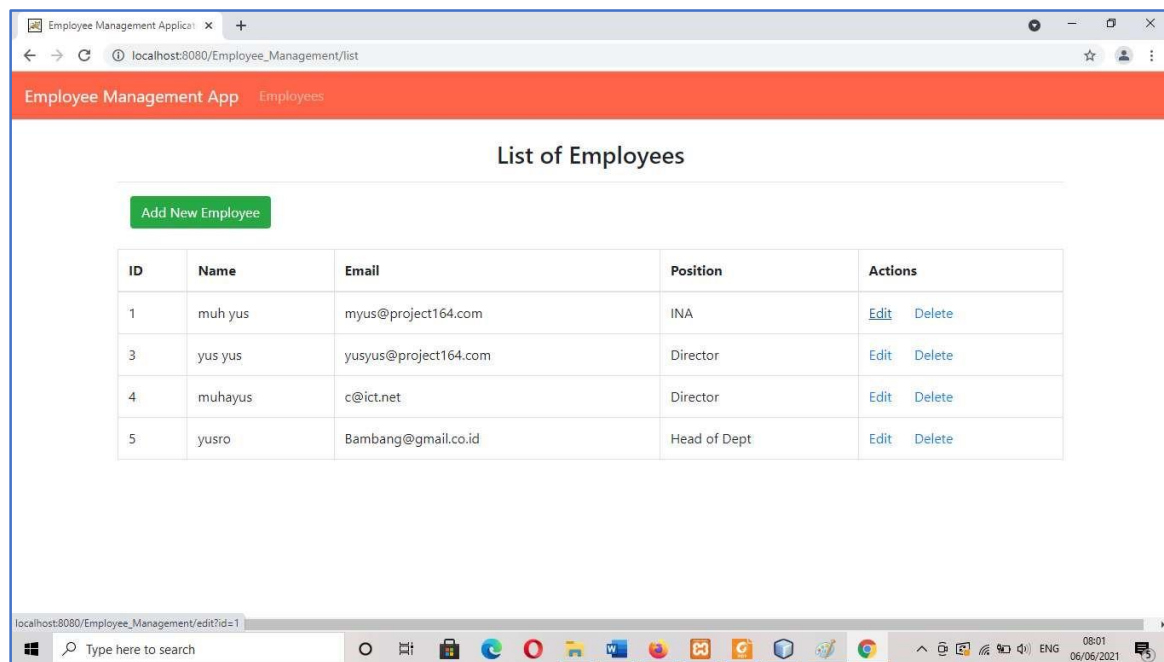 Employee Management Applicat
localhost:8080/Employee_Management/list
Employee Management App Employees
List of Employees
Add New Employee
ID Name Email Position Actions
1 muh yus myus@project164.com INA Edit Delete
3 yus yus yusyus@project164.com Director Edit Delete
4 muhayus c@ict.net Director Edit Delete
5 yusro Bambang@gmail.co.id Head of Dept Edit Delete
localhost:8080/Employee_Management/edit?id=1
Type here to search
ENG
08:01
06/06/2021